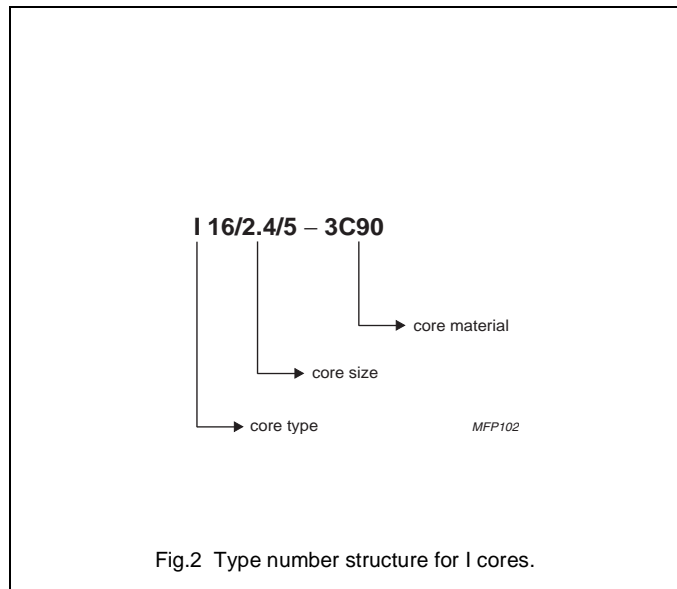 I 16/2.4/5 − 3C90
core material
core size
core type
MFP102
Fig.2 Type number structure for I cores.